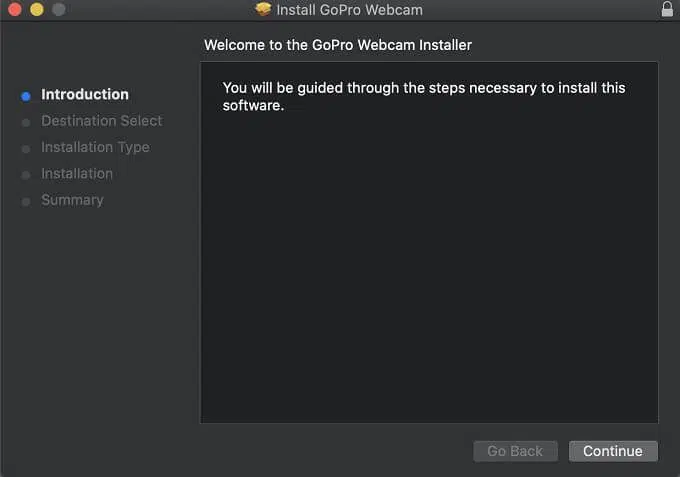 Install GoPro Webcam
Welcome to the GoPro Webcam Installer
Introduction
Destination Select
Installation Type
Installation
Summary
You will be guided through the steps necessary to install this
software.
Go Back
Continue